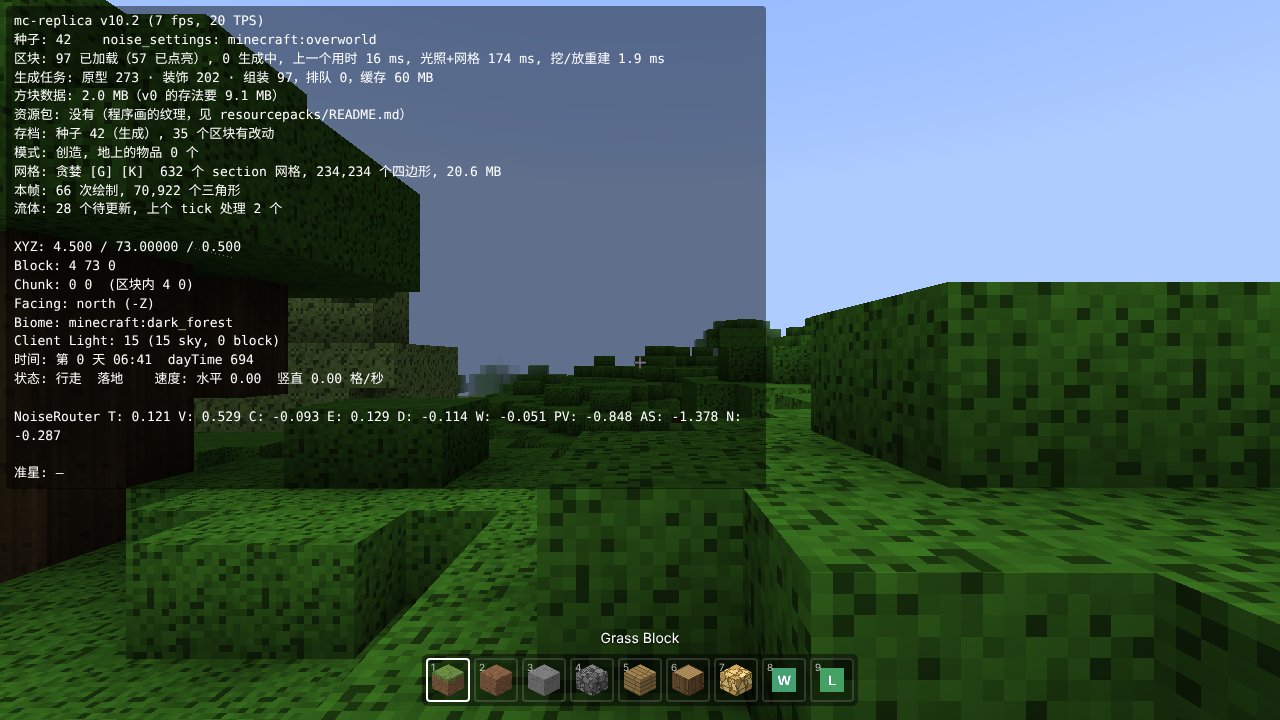 mc-replica v10.2 (7 fps, 20 TPS)
种子: 42    noise_settings: minecraft:overworld
区块: 97 已加载（57 已点亮）, 0 生成中, 上一个用时 16 ms, 光照+网格 174 ms, 挖/放重建 1.9 ms
生成任务: 原型 273 · 装饰 202 · 组装 97，排队 0，缓存 60 MB
方块数据: 2.0 MB（v0 的存法要 9.1 MB）
资源包: 没有（程序画的纹理，见 resourcepacks/README.md）
存档: 种子 42（生成）, 35 个区块有改动
模式: 创造, 地上的物品 0 个
网格: 贪婪 [G] [K]  632 个 section 网格, 234,234 个四边形, 20.6 MB
本帧: 66 次绘制, 70,922 个三角形
流体: 28 个待更新, 上个 tick 处理 2 个
XYZ: 4.500 / 73.00000 / 0.500
Block: 4 73 0
Chunk: 0 0  (区块内 4 0)
Facing: north (-Z)
Biome: minecraft:dark_forest
Client Light: 15 (15 sky, 0 block)
时间: 第 0 天 06:41  dayTime 694
状态: 行走  落地    速度: 水平 0.00  竖直 0.00 格/秒
NoiseRouter T: 0.121 V: 0.529 C: -0.093 E: 0.129 D: -0.114 W: -0.051 PV: -0.848 AS: -1.378 N:
-0.287
准星: —
Grass Block
1 2 3 4 5 6 7 8 9
W L